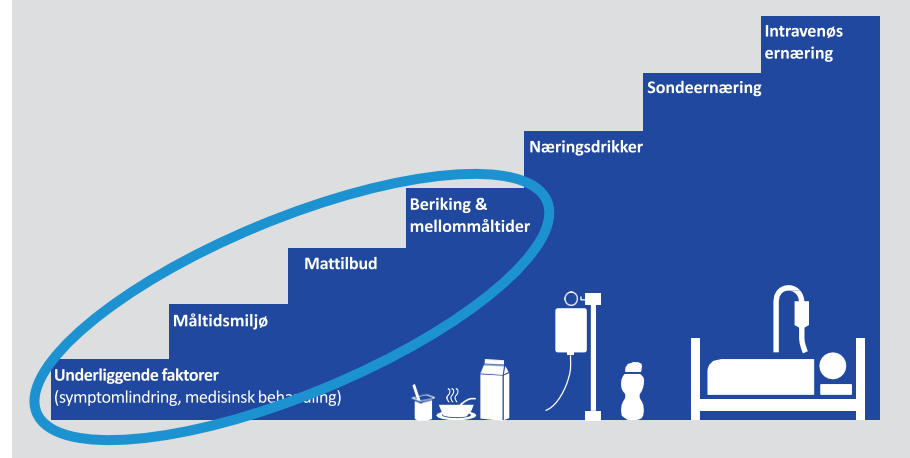 Intravenøs
ernæring
Sondeernæring
Næringsdrikker
Beriking &
mellommåltider
Mattilbud
Måltidsmiljø
Underliggende faktorer
(symptomlindring, medisinsk behandling)